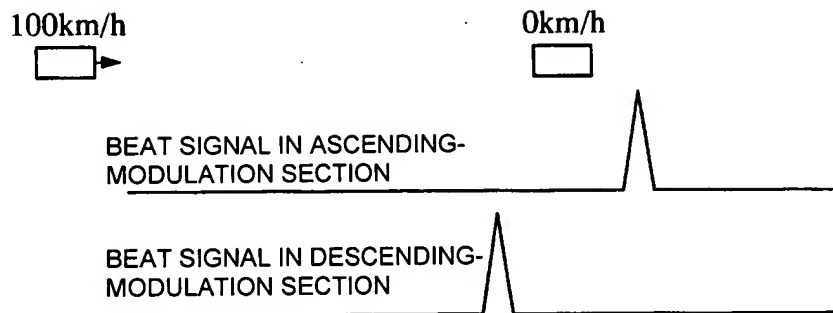 100km/h
0km/h
BEAT SIGNAL IN ASCENDING-
MODULATION SECTION
BEAT SIGNAL IN DESCENDING-
MODULATION SECTION